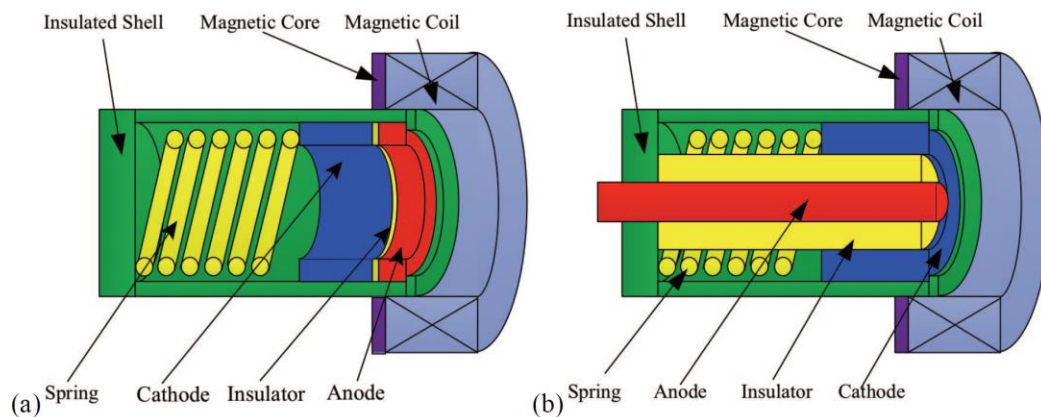 Insulated Shell
Magnetic Core
Magnetic Coil
Spring
Cathode
Insulator
Anode
(a)
Insulated Shell
Magnetic Core
Magnetic Coil
Spring
Anode
Insulator
Cathode
(b)